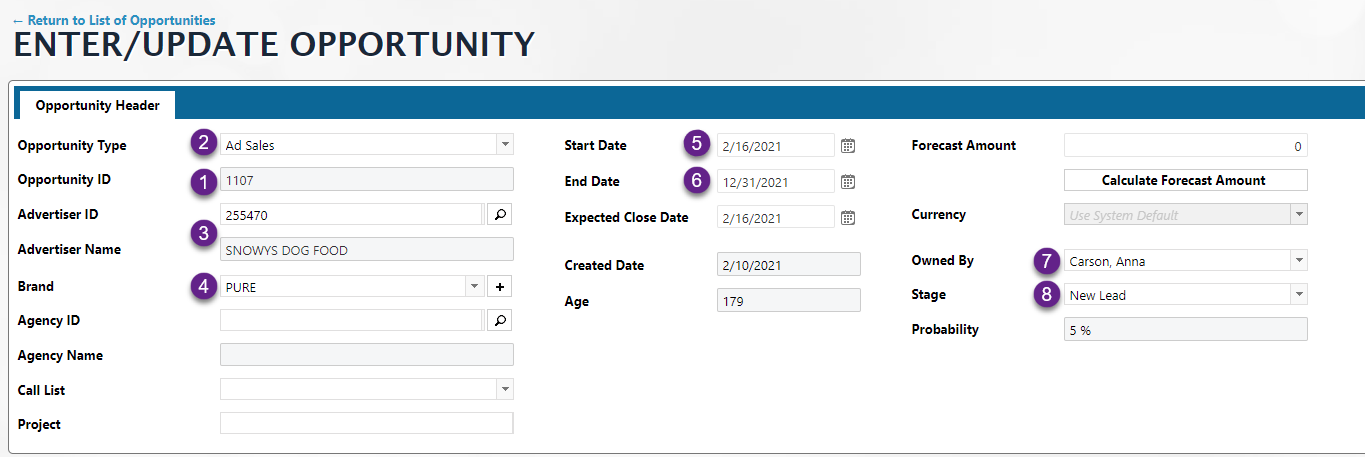 ← Return to List of Opportunities
ENTER/UPDATE OPPORTUNITY
Opportunity Header
Opportunity Type 2 Ad Sales
Opportunity ID 1 1107
Advertiser ID 255470
3
Advertiser Name SNOWYS DOG FOOD
Brand 4 PURE +
Agency ID
Agency Name
Call List
Project
Start Date 5 2/16/2021
End Date 6 12/31/2021
Expected Close Date 2/16/2021
Created Date 2/10/2021
Age 179
Forecast Amount 0
Calculate Forecast Amount
Currency Use System Default
Owned By 7 Carson, Anna
Stage 8 New Lead
Probability 5 %